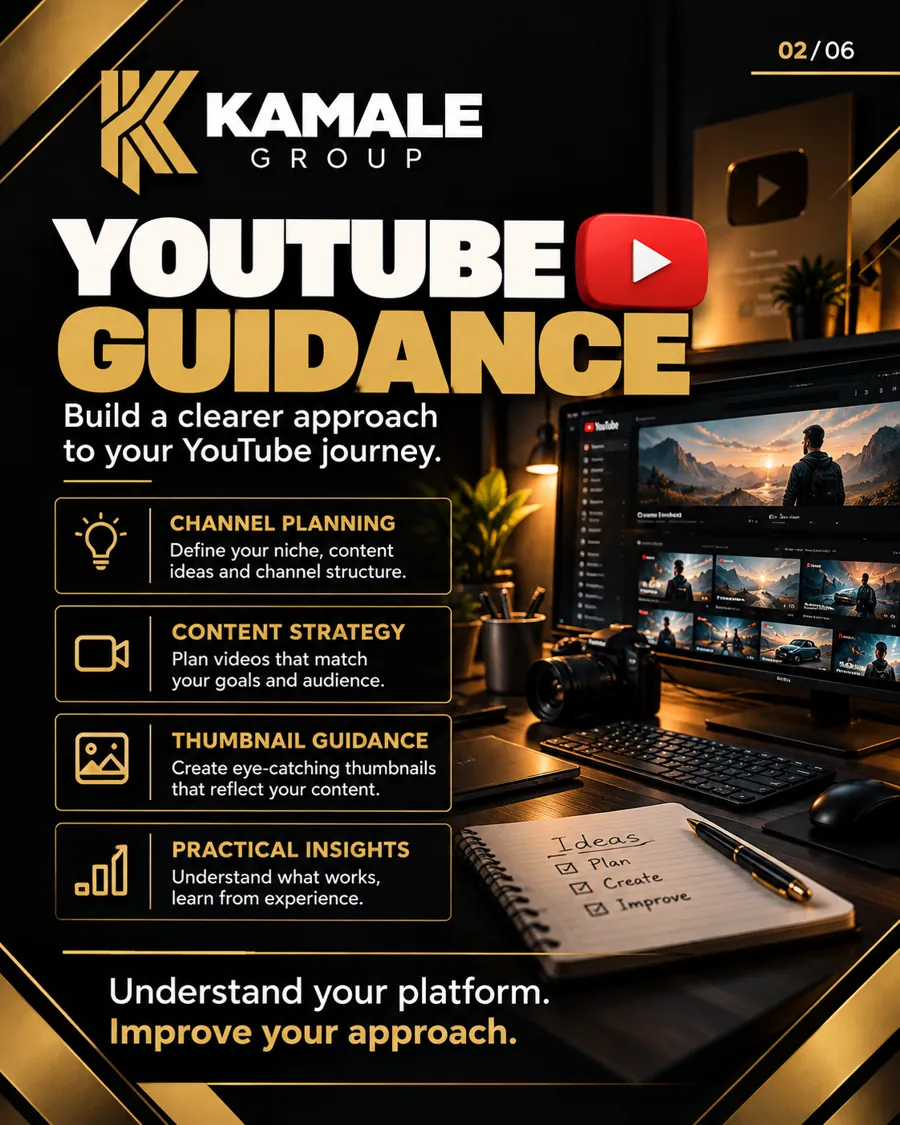 02/06
KAMALE
GROUP
YOUTUBE
GUIDANCE
Build a clearer approach
to your YouTube journey.
CHANNEL PLANNING
Define your niche, content
ideas and channel structure.
CONTENT STRATEGY
Plan videos that match
your goals and audience.
THUMBNAIL GUIDANCE
Create eye-catching thumbnails
that reflect your content.
PRACTICAL INSIGHTS
Understand what works,
learn from experience.
YouTube
Ideas
Plan
Create
Improve
Understand your platform.
Improve your approach.